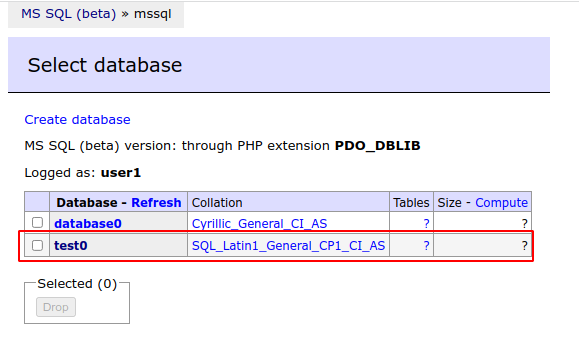 MS SQL (beta) » mssql
Select database
Create database
MS SQL (beta) version: through PHP extension PDO_DBLIB
Logged as: user1
Database - Refresh Collation Tables Size - Compute
database0 Cyrillic_General_CI_AS ? ?
test0 SQL_Latin1_General_CP1_CI_AS ? ?
Selected (0)
Drop